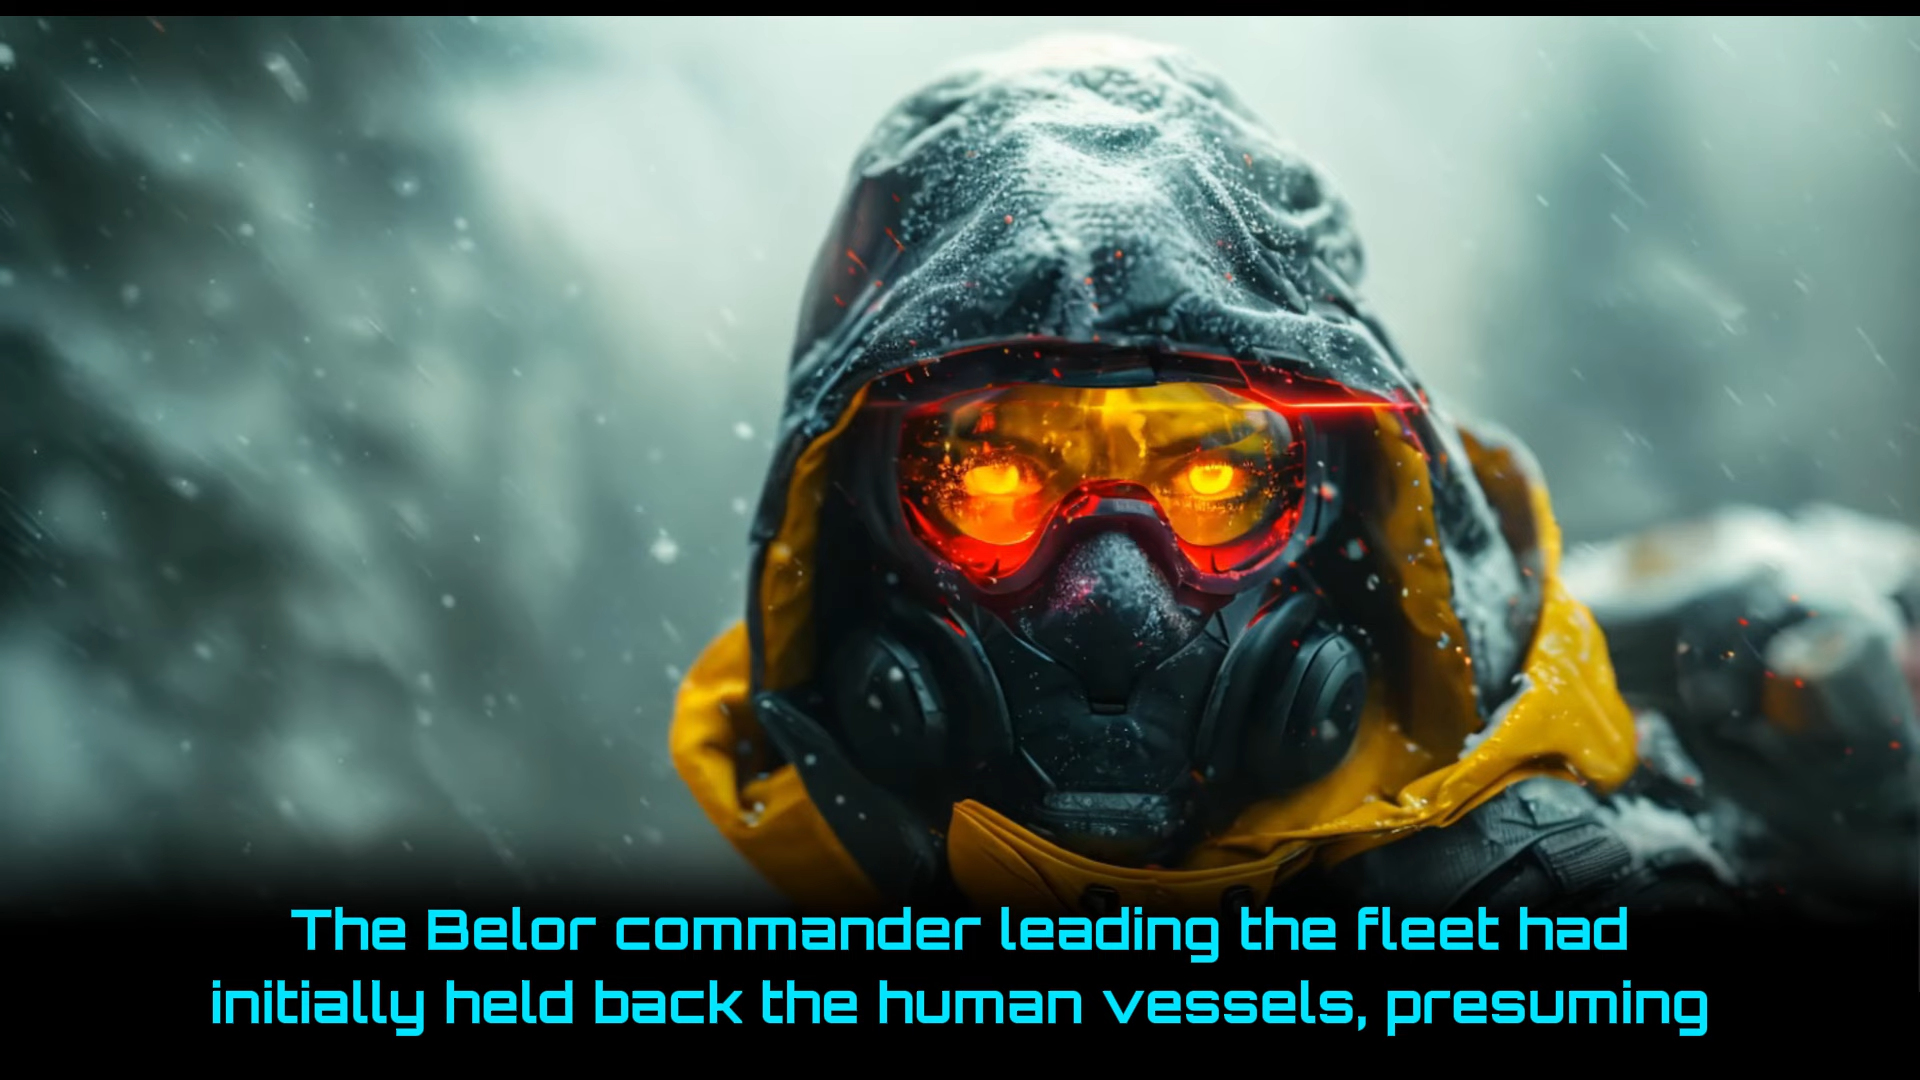 The Belor commander leading the fleet had
initially held back the human vessels, presuming